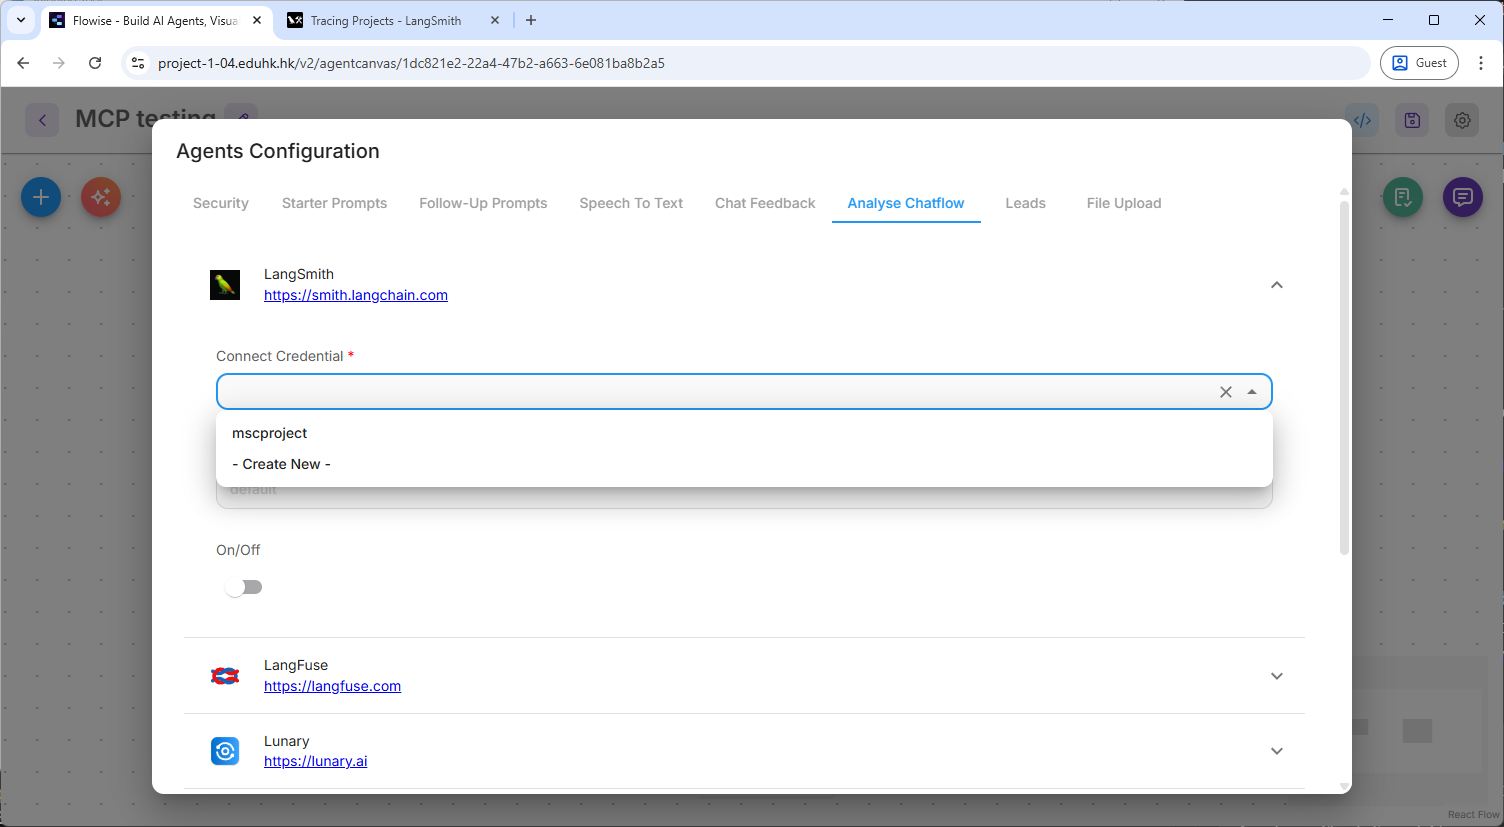 Flowise - Build AI Agents, Visua
Tracing Projects - LangSmith
project-1-04.eduhk.hk/v2/agentcanvas/1dc821e2-22a4-47b2-a663-6e081ba8b2a5
Guest
MCP testing
</>
Agents Configuration
Security
Starter Prompts
Follow-Up Prompts
Speech To Text
Chat Feedback
Analyse Chatflow
Leads
File Upload
LangSmith
https://smith.langchain.com
Connect Credential *
mscproject
- Create New -
default
On/Off
LangFuse
https://langfuse.com
Lunary
https://lunary.ai
React Flow